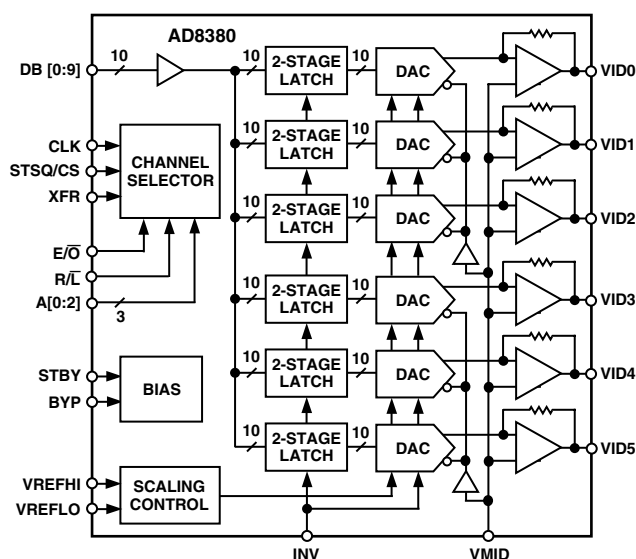 AD8380
DB [0:9]
10
10
2-STAGE
LATCH
10
DAC
VID0
CLK
STSQ/CS
XFR
CHANNEL
SELECTOR
10
2-STAGE
LATCH
10
DAC
VID1
E/O̅
R/L̅
A[0:2]
3
10
2-STAGE
LATCH
10
DAC
VID2
10
2-STAGE
LATCH
10
DAC
VID3
STBY
BYP
BIAS
10
2-STAGE
LATCH
10
DAC
VID4
10
2-STAGE
LATCH
10
DAC
VID5
VREFHI
VREFLO
SCALING
CONTROL
INV
VMID